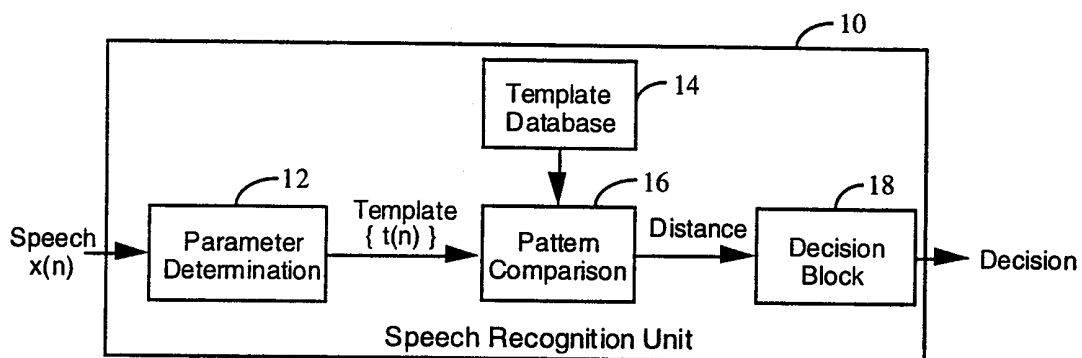 10
Template
Database
14
12
16
18
Speech
x(n)
Parameter
Determination
Template
{ t(n) }
Pattern
Comparison
Distance
Decision
Block
Decision
Speech Recognition Unit